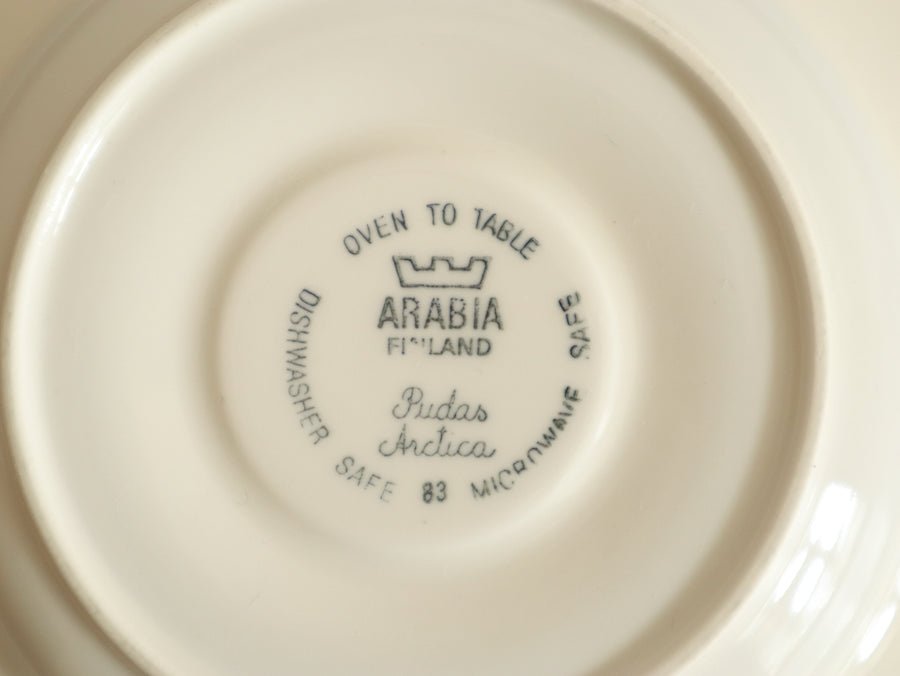 OVEN TO TABLE
ARABIA
FINLAND
Pudas
Arctica
DISHWASHER SAFE 83 MICROWAVE SAFE